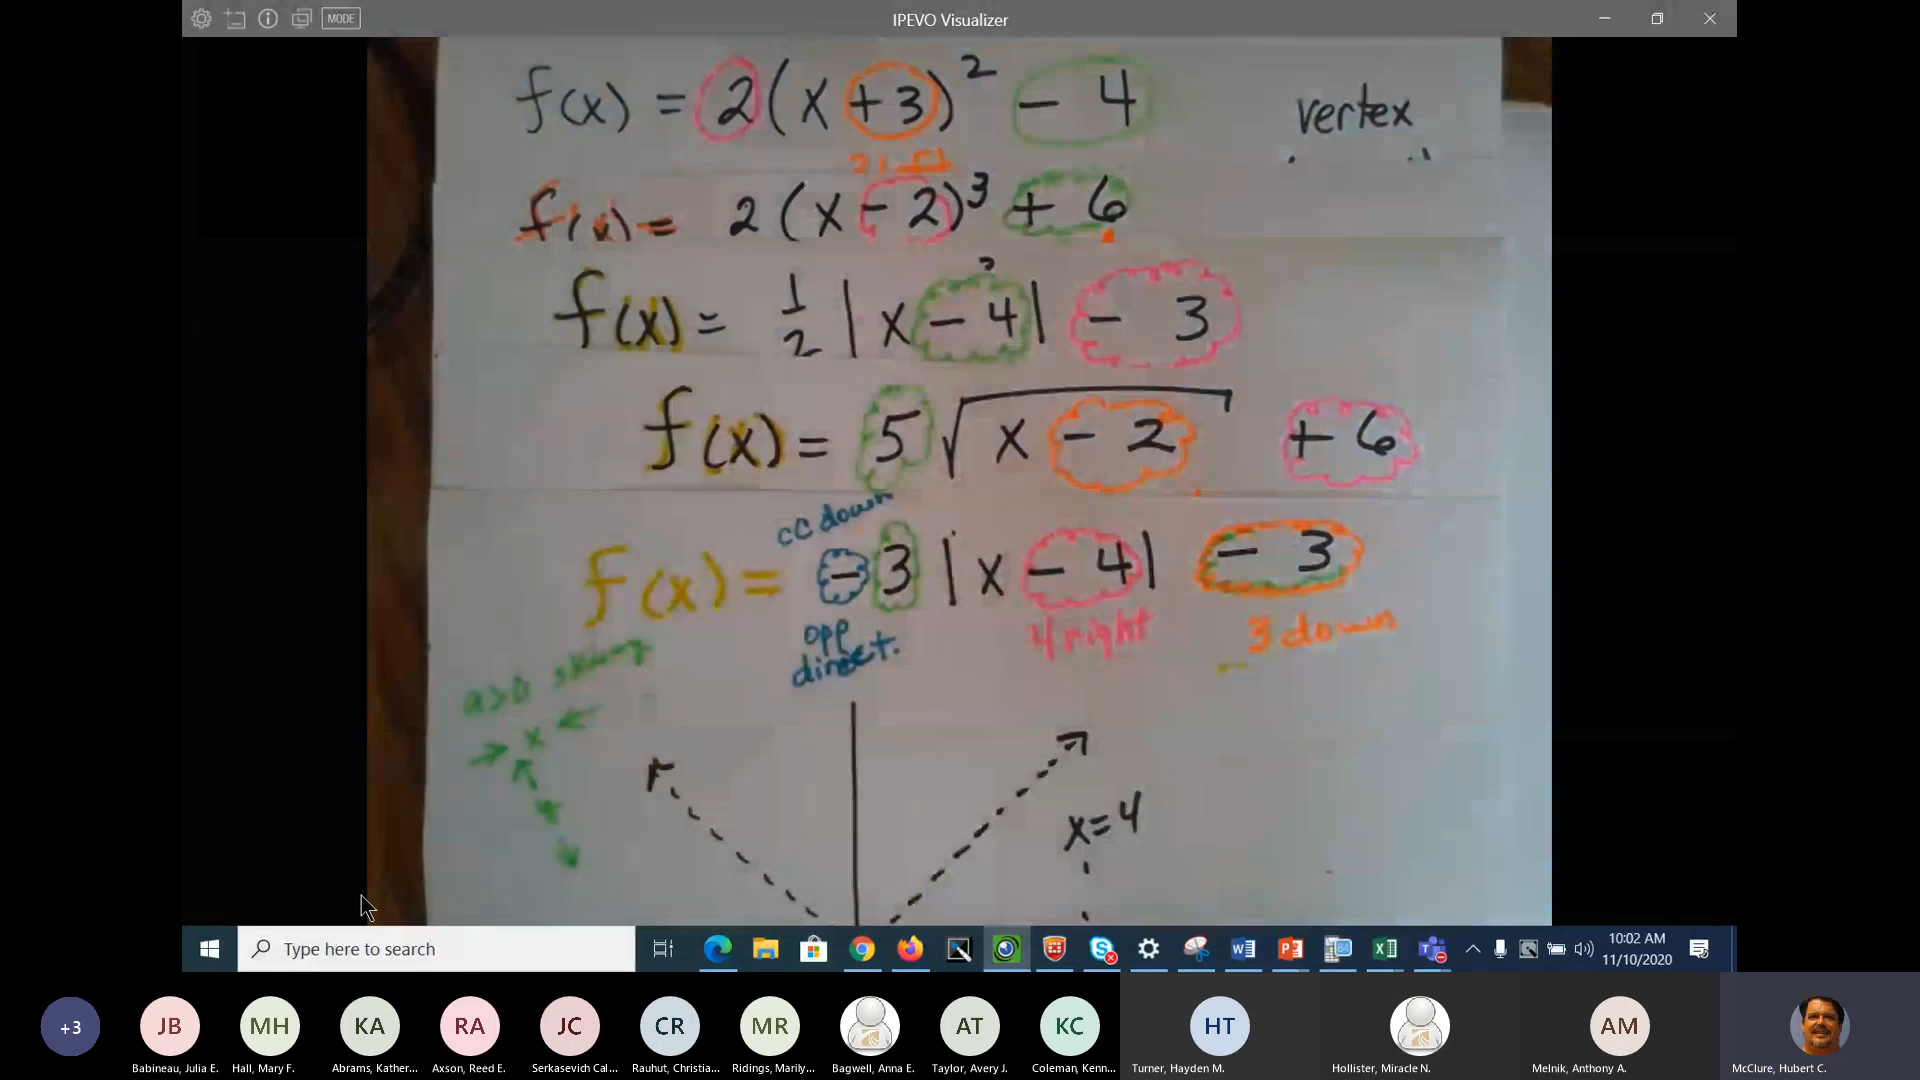 MODE
IPEVO Visualizer
f(x) = 2(x + 3)² - 4
vertex
f(x) = 2(x - 2)³ + 6
f(x) = 1/2 |x - 4| - 3
f(x) = 5√x - 2 + 6
cc down
f(x) = -3|x - 4| - 3
opp
direct.
4 right
3 down
a>0 skinny
x
x=4
Type here to search
10:02 AM
11/10/2020
+3
JB
MH
KA
RA
JC
CR
MR
AT
KC
HT
AM
Babineau, Julia E.
Hall, Mary F.
Abrams, Kather...
Axson, Reed E.
Serkasevich Cal...
Rauhut, Christia...
Ridings, Marily...
Bagwell, Anna E.
Taylor, Avery J.
Coleman, Kenn...
Turner, Hayden M.
Hollister, Miracle N.
Melnik, Anthony A.
McClure, Hubert C.